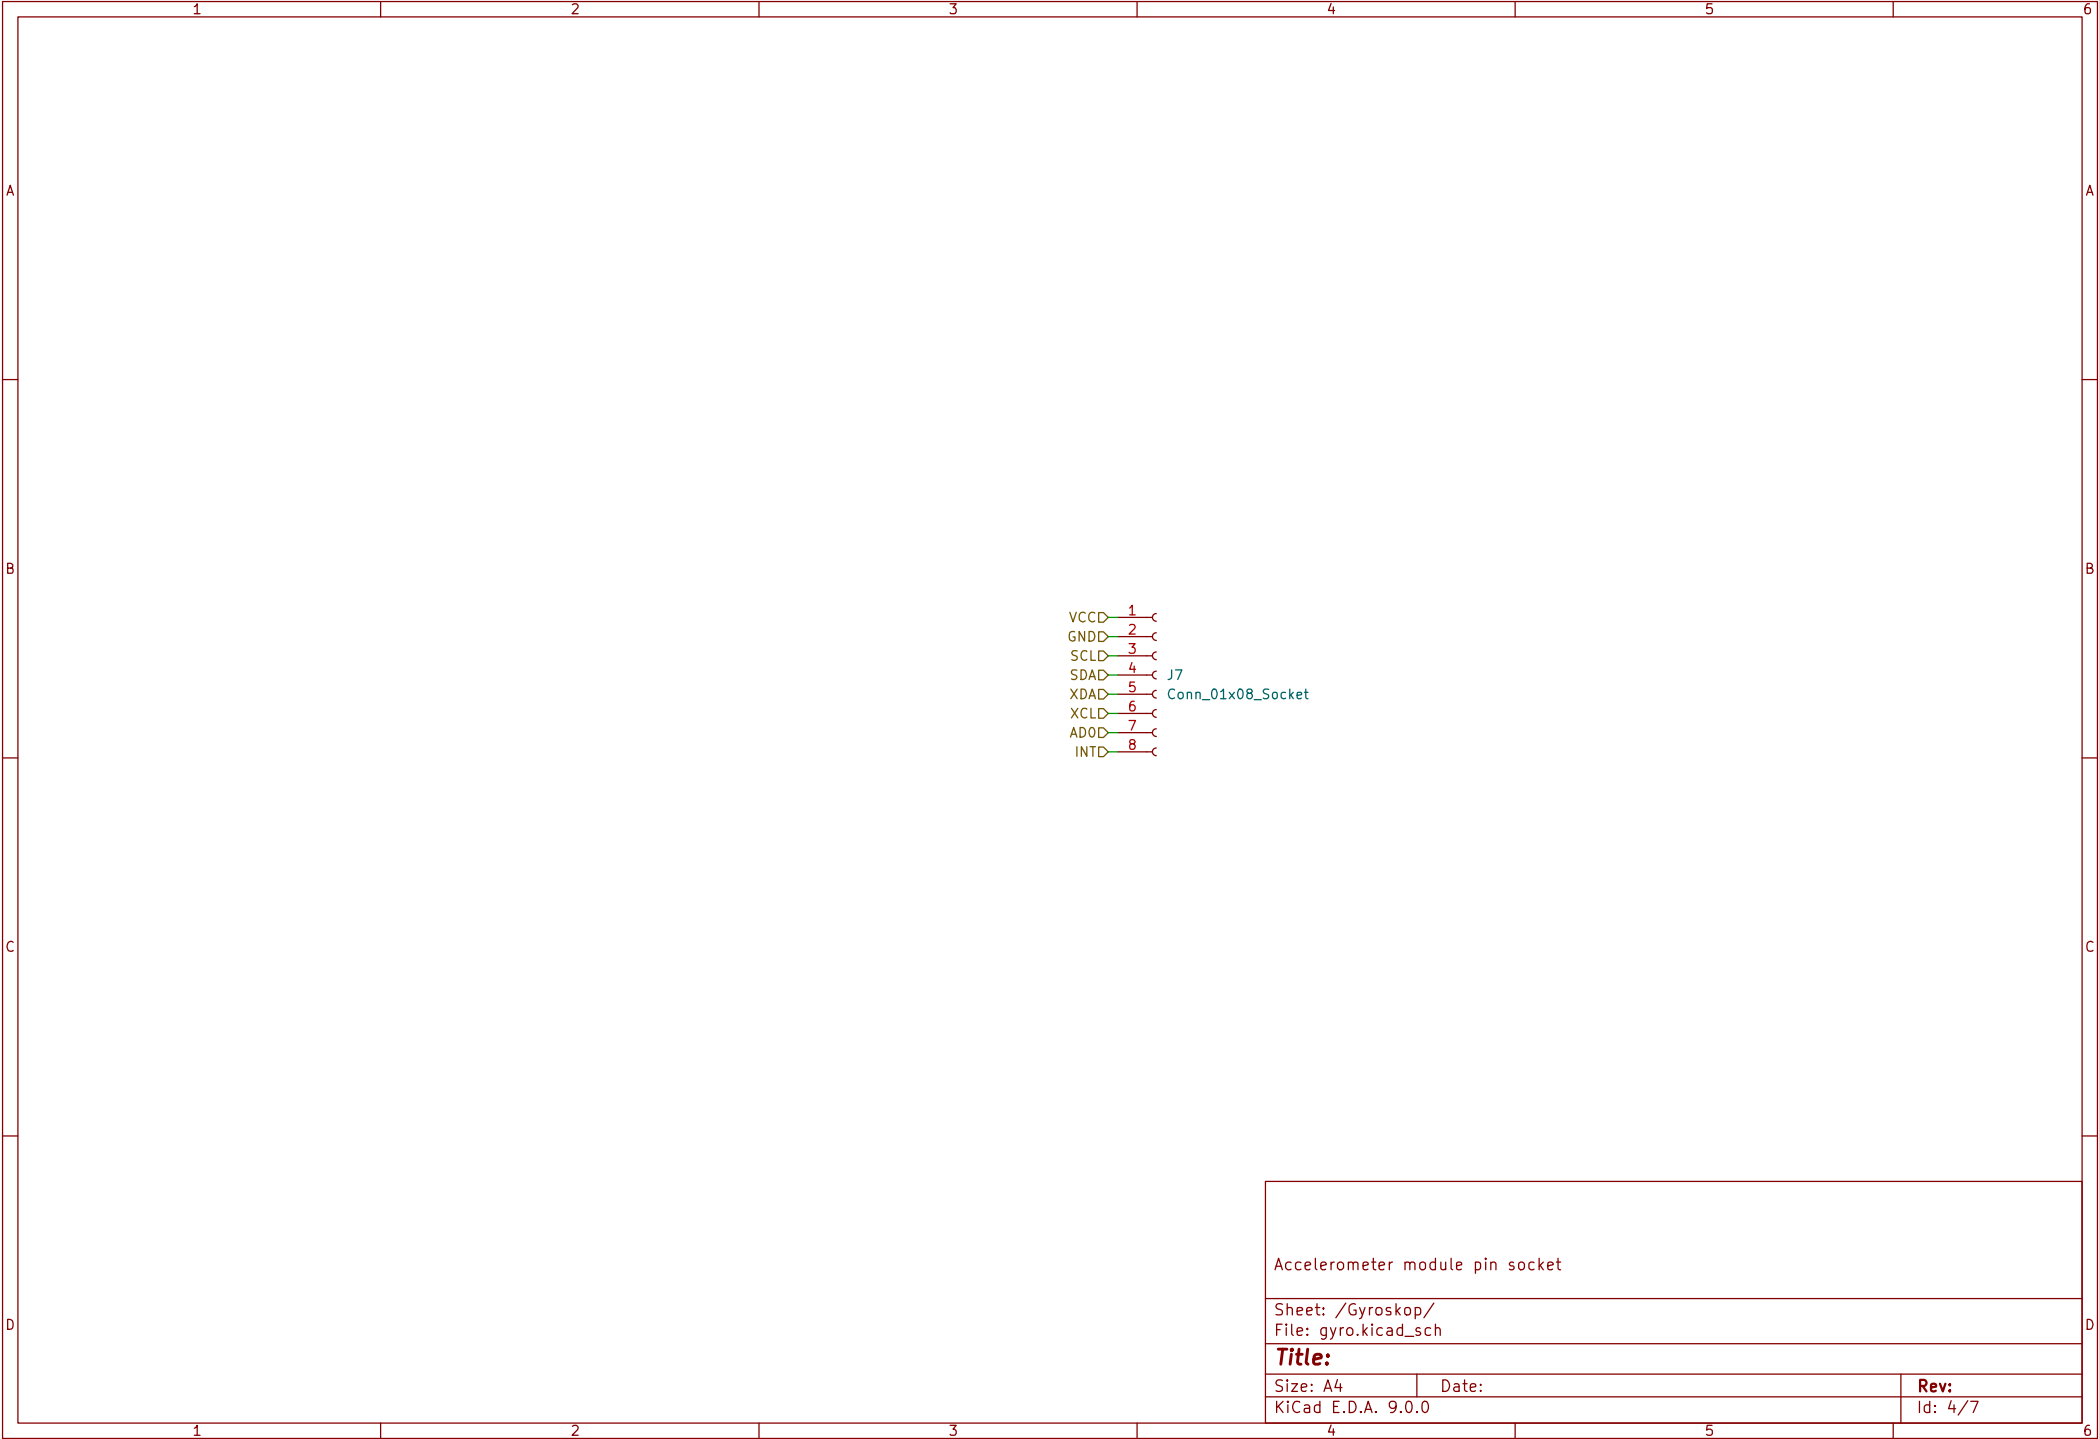 1 2 3 4 5 6
A A
B B
VCC 1
GND 2
SCL 3
SDA 4 J7
XDA 5 Conn_01x08_Socket
XCL 6
AD0 7
INT 8
C C
Accelerometer module pin socket
Sheet: /Gyroskop/
File: gyro.kicad_sch
D D
Title:
Size: A4 Date: Rev:
KiCad E.D.A. 9.0.0 Id: 4/7
1 2 3 4 5 6